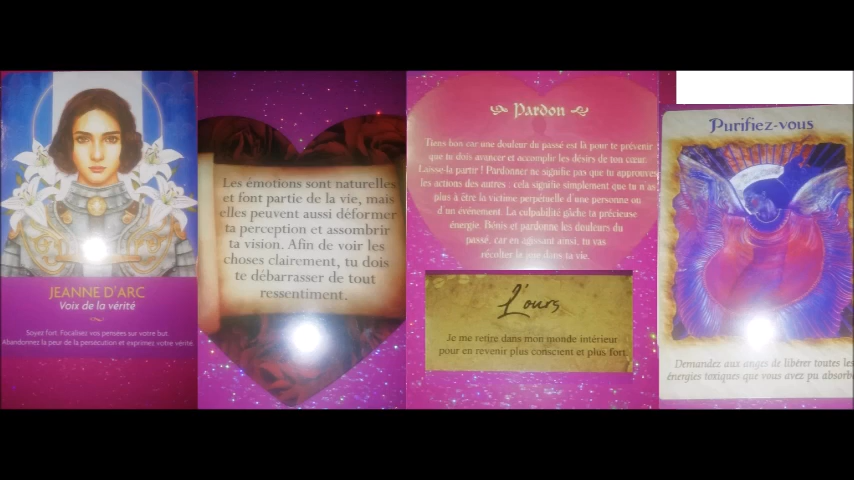 JEANNE D'ARC
Voix de la vérité
Soyez fort. Focalisez vos pensées sur votre but.
Abandonnez la peur de la persécution et exprimez votre vérité
Les émotions sont naturelles
et font partie de la vie, mais
elles peuvent aussi déformer
ta perception et assombrir
ta vision. Afin de voir les
choses clairement, tu dois
te débarrasser de tout
ressentiment.
Pardon
Tiens bon car une douleur du passé est là pour te prévenir
que tu dois avancer et accomplir les désirs de ton cœur.
Laisse-la partir ! Pardonner ne signifie pas que tu approuves
les actions des autres : cela signifie simplement que tu n'as
plus à être la victime perpétuelle d'une personne ou
d'un événement. La culpabilité gâche ta précieuse
énergie. Bénis et pardonne les douleurs du
passé, car en agissant ainsi, tu vas
récolter la joie dans ta vie.
L'ours
Je me retire dans mon monde intérieur
pour en revenir plus conscient et plus fort.
Purifiez-vous
Demandez aux anges de libérer toutes les
énergies toxiques que vous avez pu absorb